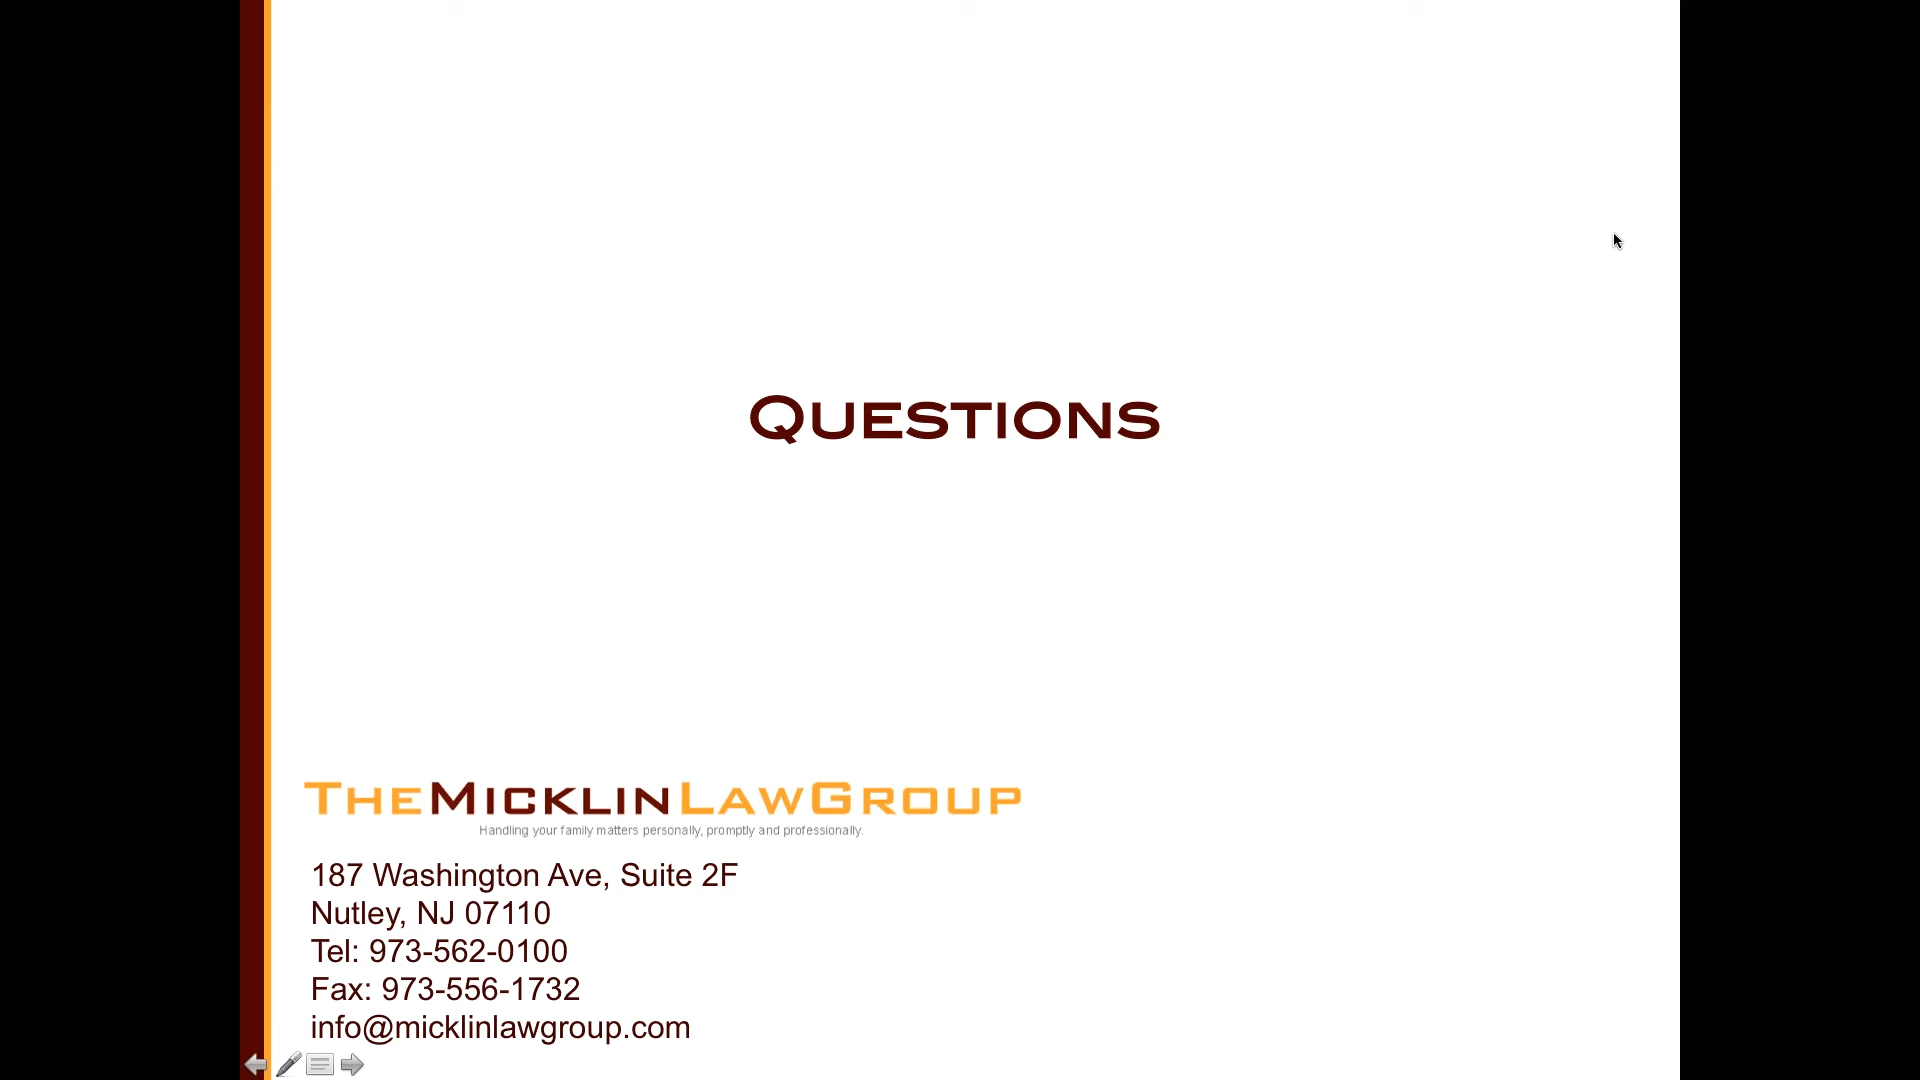 Questions
TheMicklinLawGroup
Handling your family matters personally, promptly and professionally.
187 Washington Ave, Suite 2F
Nutley, NJ 07110
Tel: 973-562-0100
Fax: 973-556-1732
info@micklinlawgroup.com